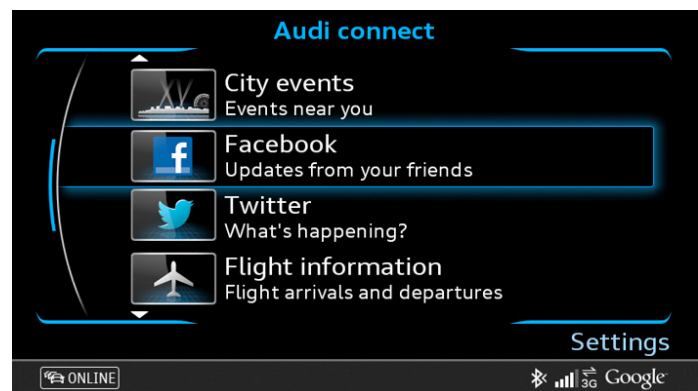 Audi connect
City events
Events near you
f
Facebook
Updates from your friends
Twitter
What's happening?
Flight information
Flight arrivals and departures
Settings
ONLINE
3G Google